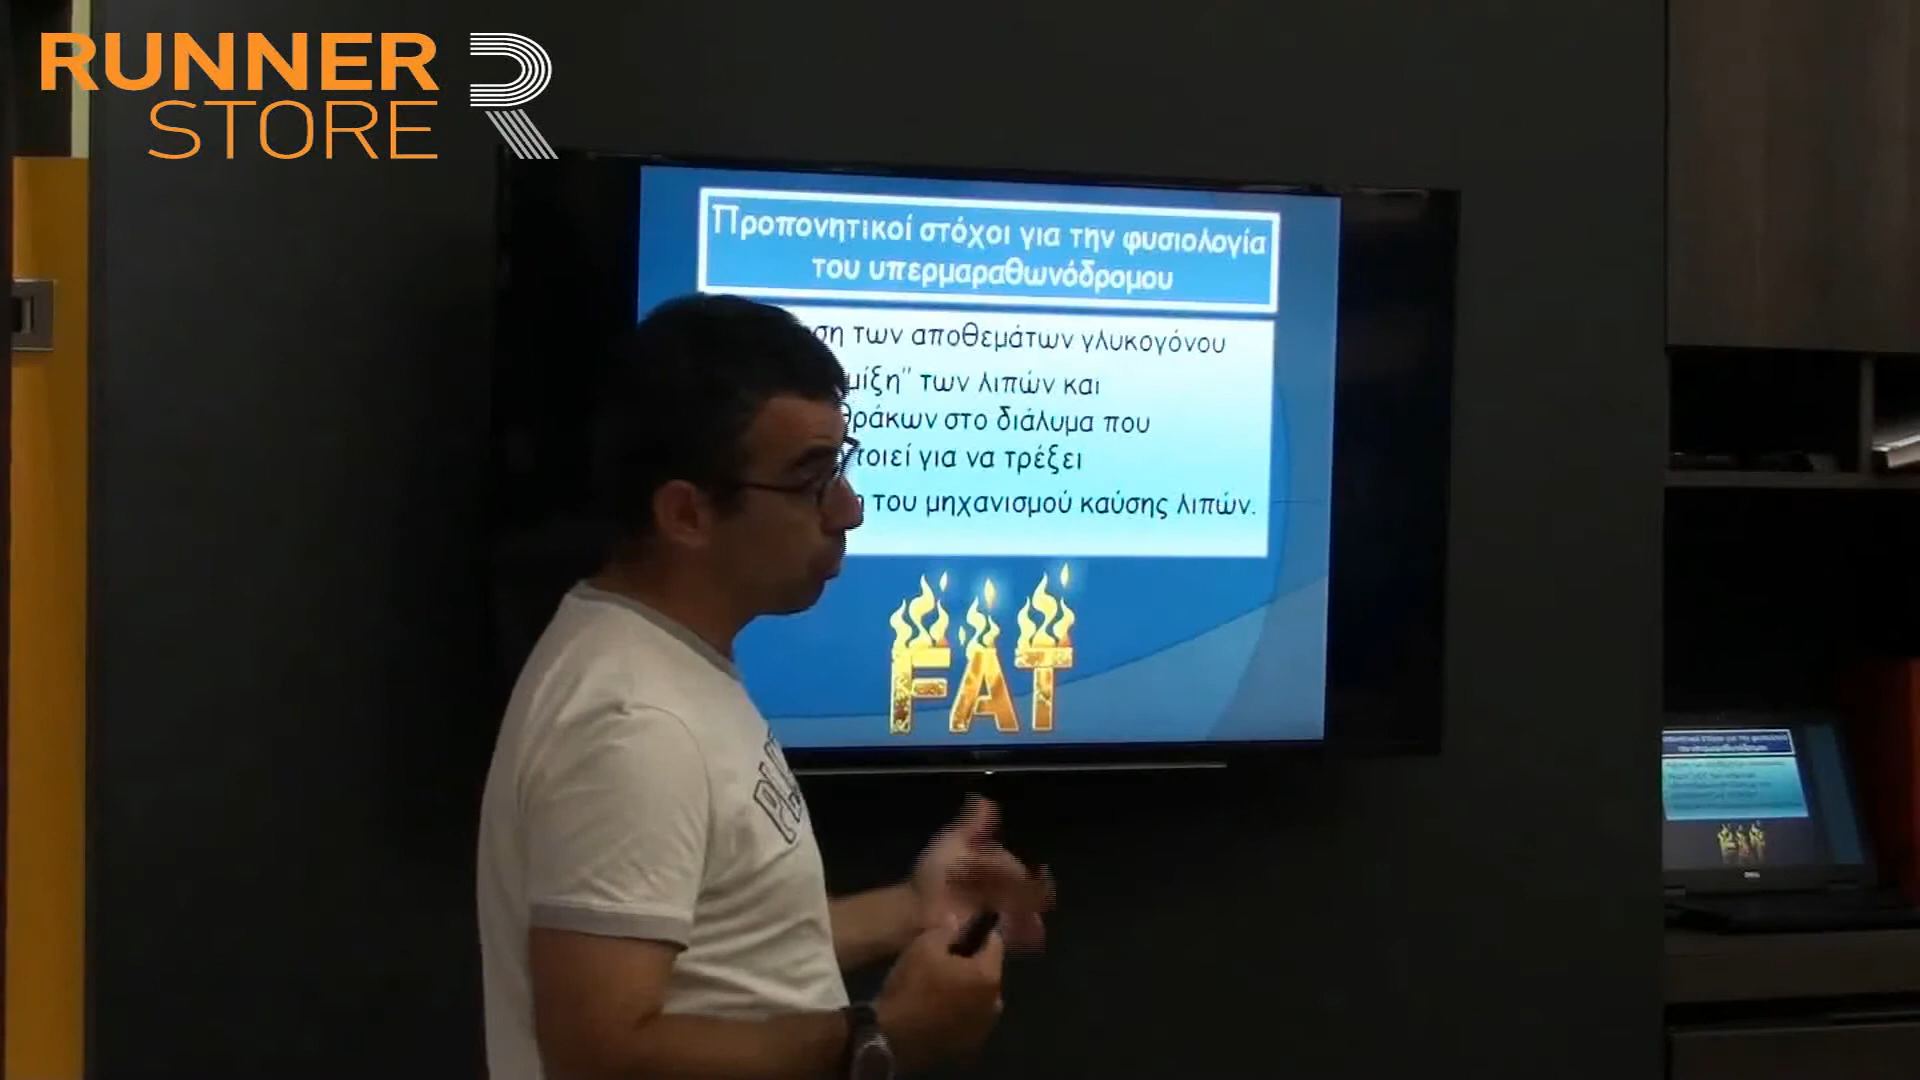 RUNNER
STORE
Προπονητικοί στόχοι για την φυσιολογία
του υπερμαραθωνόδρομου
των αποθεμάτων γλυκογόνου
των λιπών και
στο διάλυμα που
για να τρέξει
του μηχανισμού καύσης λιπών.
FAT